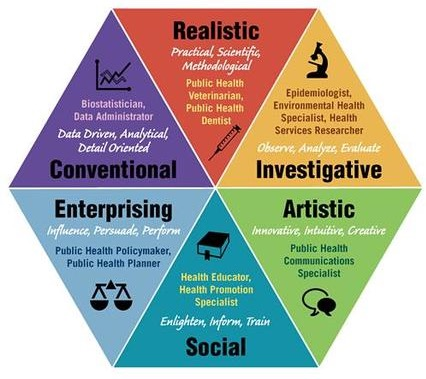 Realistic
Practical, Scientific,
Methodological
Public Health
Veterinarian,
Public Health
Dentist
Biostatistician,
Data Administrator
Data Driven, Analytical,
Detail Oriented
Conventional
Epidemiologist,
Environmental Health
Specialist, Health
Services Researcher
Observe, Analyze, Evaluate
Investigative
Enterprising
Influence, Persuade, Perform
Public Health Policymaker,
Public Health Planner
Artistic
Innovative, Intuitive, Creative
Public Health
Communications
Specialist
Health Educator,
Health Promotion
Specialist
Enlighten, Inform, Train
Social